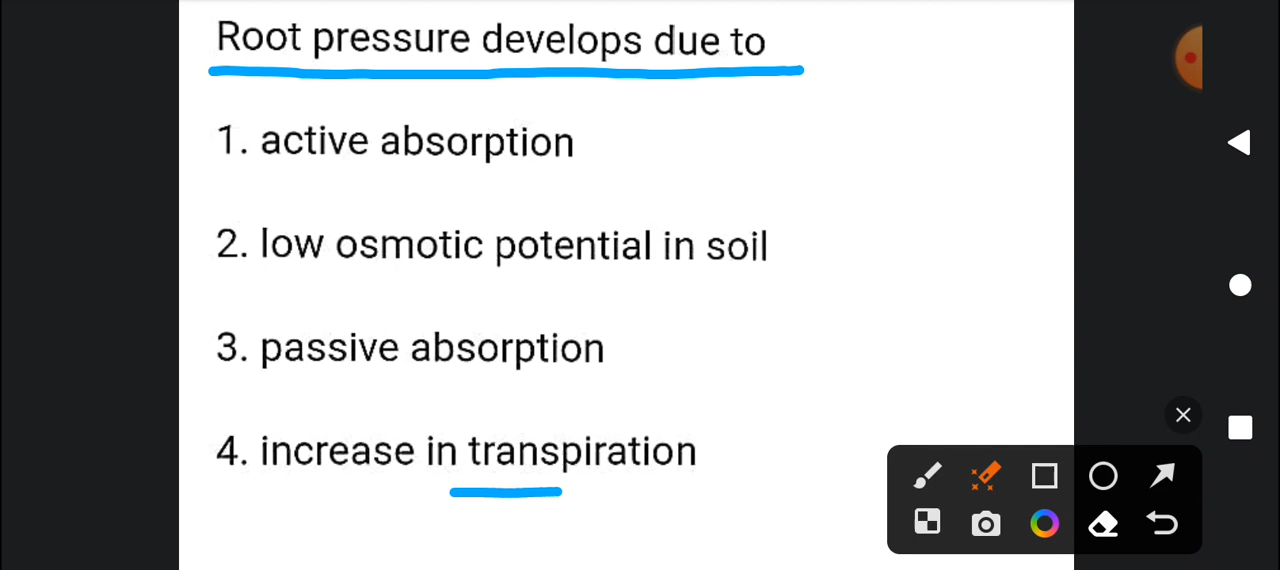 Root pressure develops due to
1. active absorption
2. low osmotic potential in soil
3. passive absorption
4. increase in transpiration